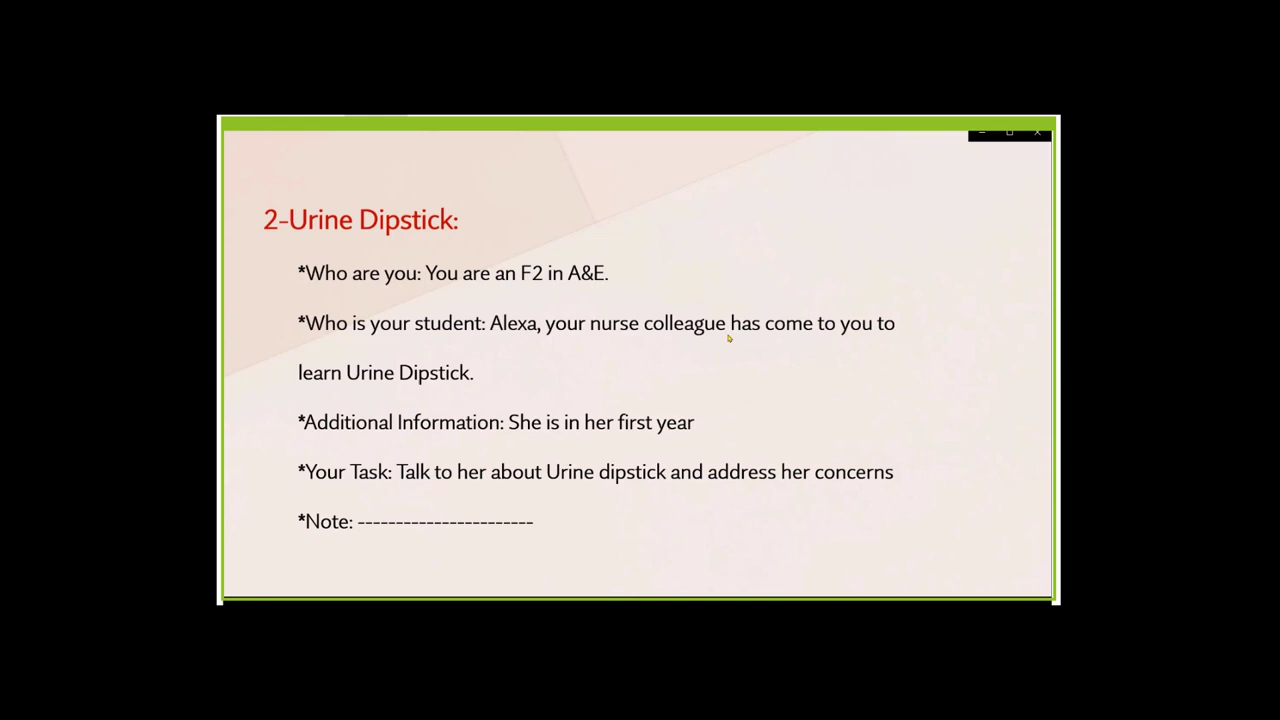 2-Urine Dipstick:
*Who are you: You are an F2 in A&E.
*Who is your student: Alexa, your nurse colleague has come to you to
learn Urine Dipstick.
*Additional Information: She is in her first year
*Your Task: Talk to her about Urine dipstick and address her concerns
*Note: -----------------------